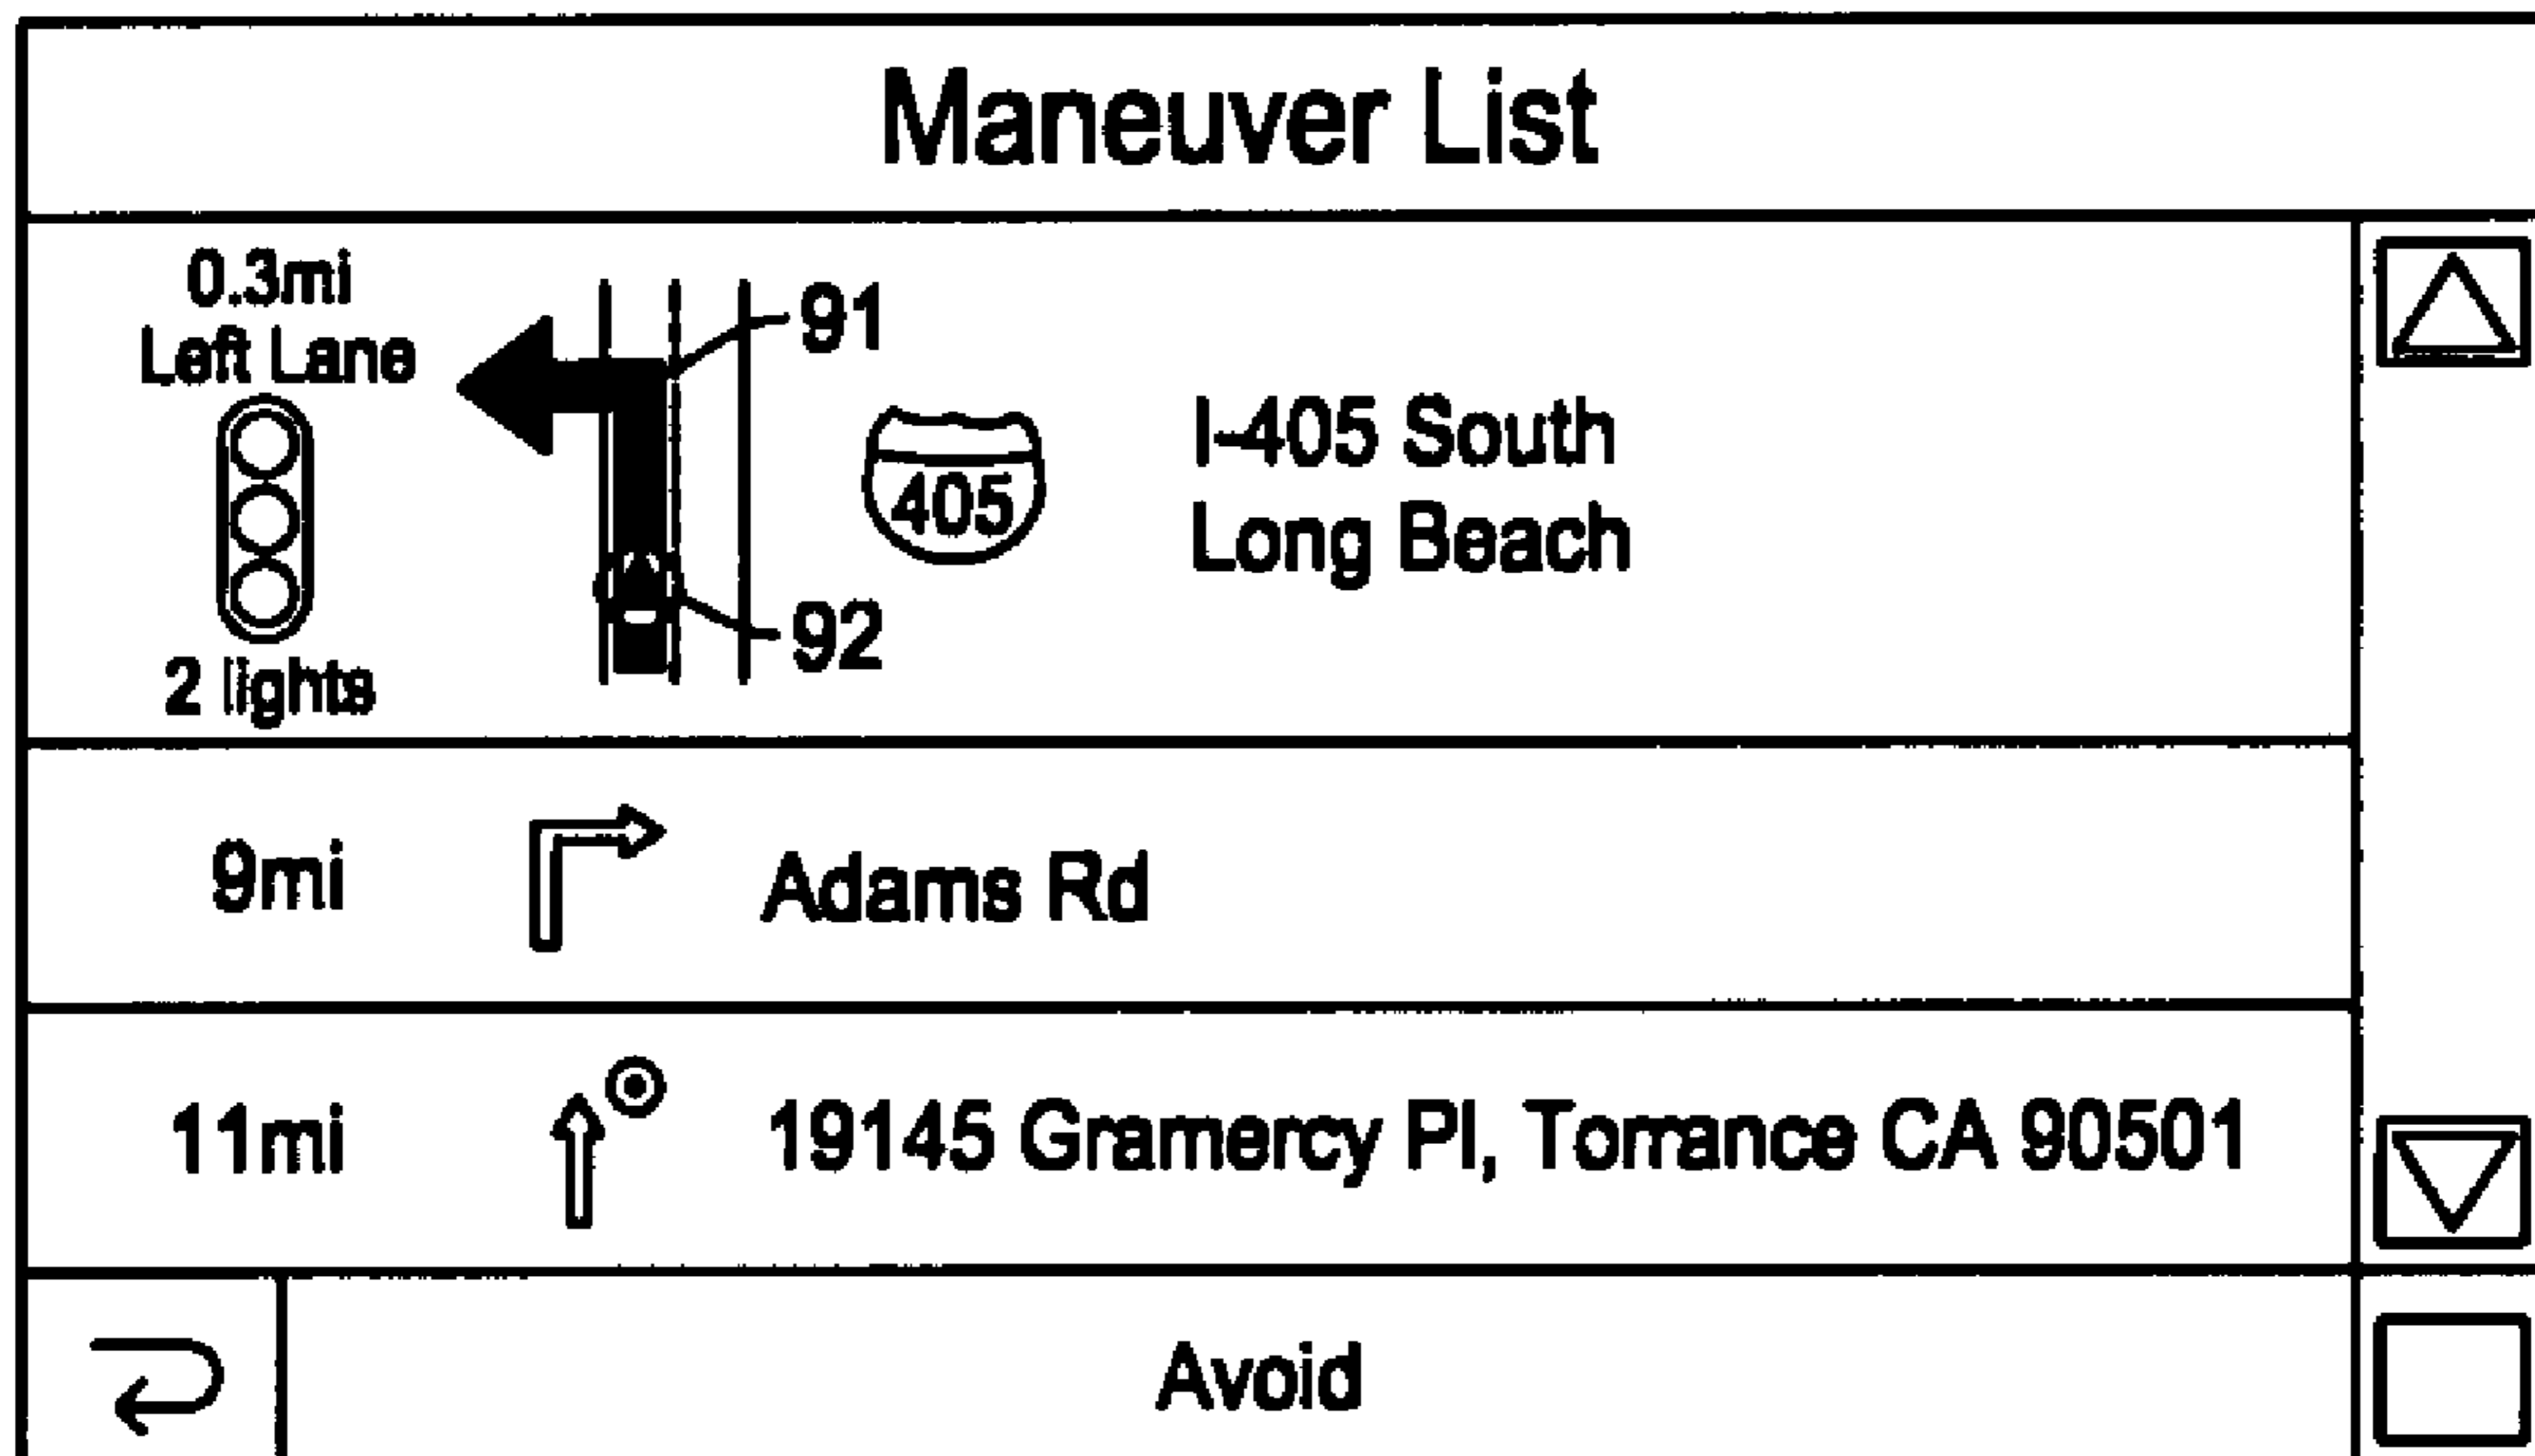 Maneuver List
0.3mi
Left Lane
2 lights
91
92
405
I-405 South
Long Beach
9mi
Adams Rd
11mi
19145 Gramercy Pl, Torrance CA 90501
Avoid